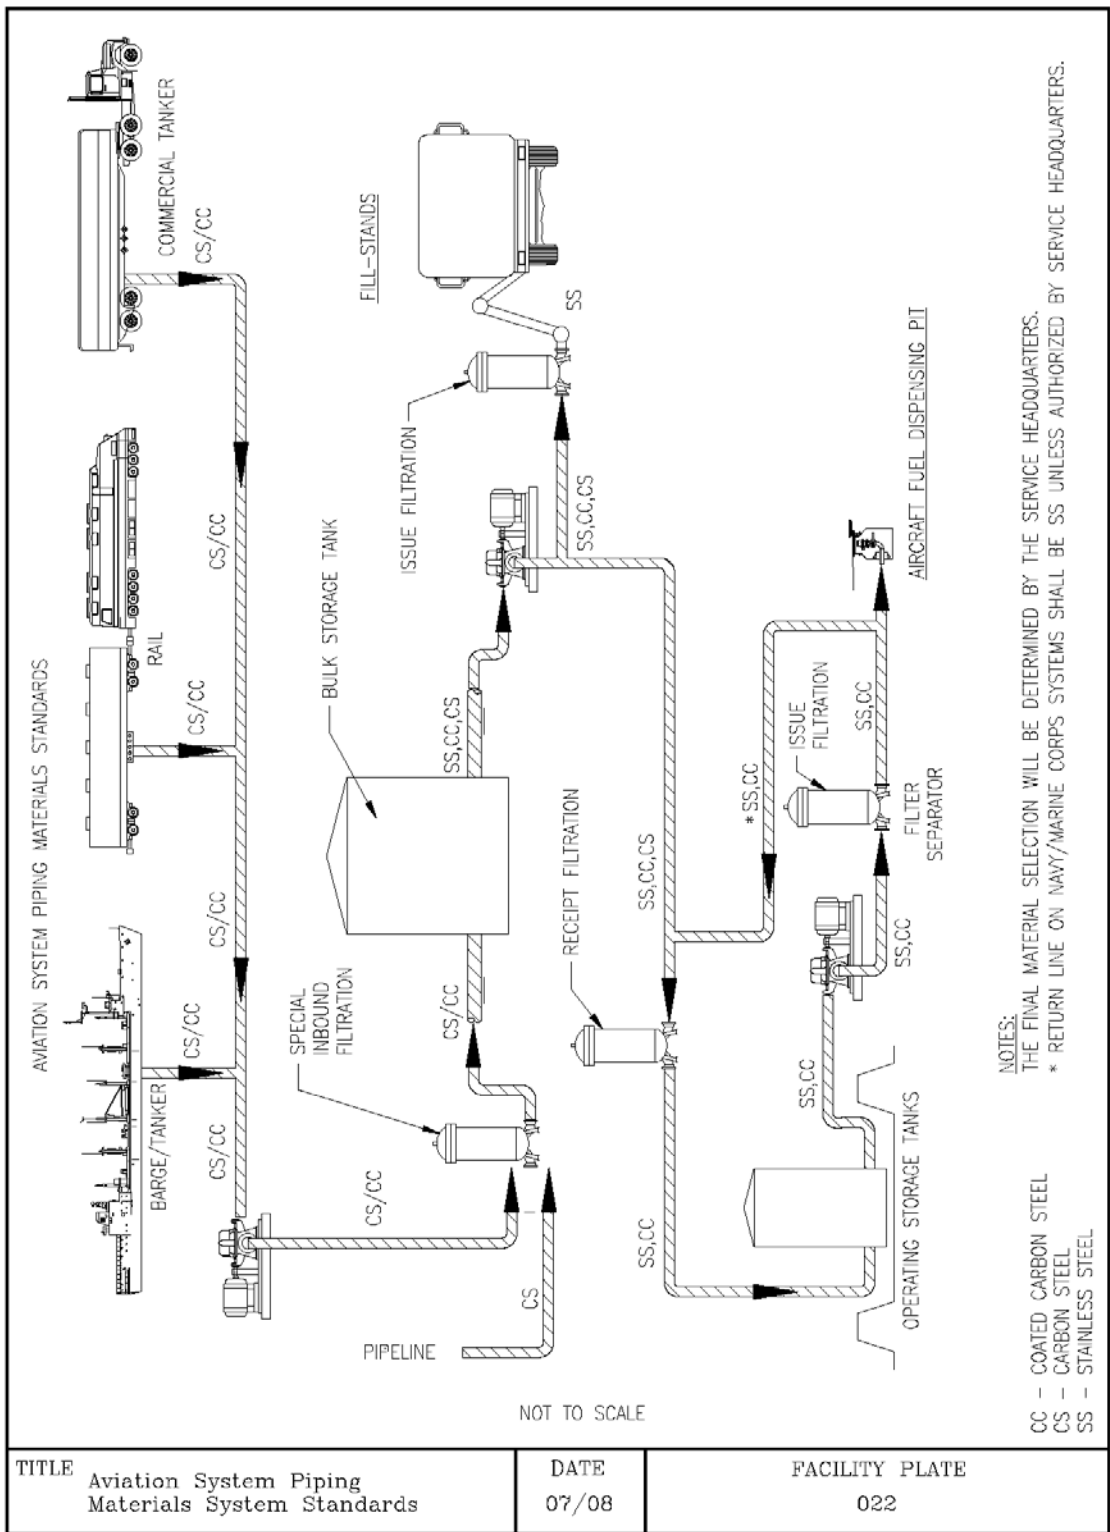 AVIATION SYSTEM PIPING MATERIALS STANDARDS
BARGE/TANKER
RAIL
COMMERCIAL TANKER
CS/CC
CS/CC
CS/CC
CS/CC
CS/CC
CS/CC
CS/CC
PIPELINE
CS
SPECIAL
INBOUND
FILTRATION
CS/CC
BULK STORAGE TANK
SS,CC,CS
ISSUE FILTRATION
FILL-STANDS
SS
SS,CC,CS
RECEIPT FILTRATION
SS,CC,CS
* SS,CC
SS,CC
OPERATING STORAGE TANKS
SS,CC
SS,CC
FILTER
SEPARATOR
ISSUE
FILTRATION
SS,CC
AIRCRAFT FUEL DISPENSING PIT
NOTES:
THE FINAL MATERIAL SELECTION WILL BE DETERMINED BY THE SERVICE HEADQUARTERS.
* RETURN LINE ON NAVY/MARINE CORPS SYSTEMS SHALL BE SS UNLESS AUTHORIZED BY SERVICE HEADQUARTERS.
CC - COATED CARBON STEEL
CS - CARBON STEEL
SS - STAINLESS STEEL
NOT TO SCALE
TITLE
Aviation System Piping
Materials System Standards
DATE
07/08
FACILITY PLATE
022